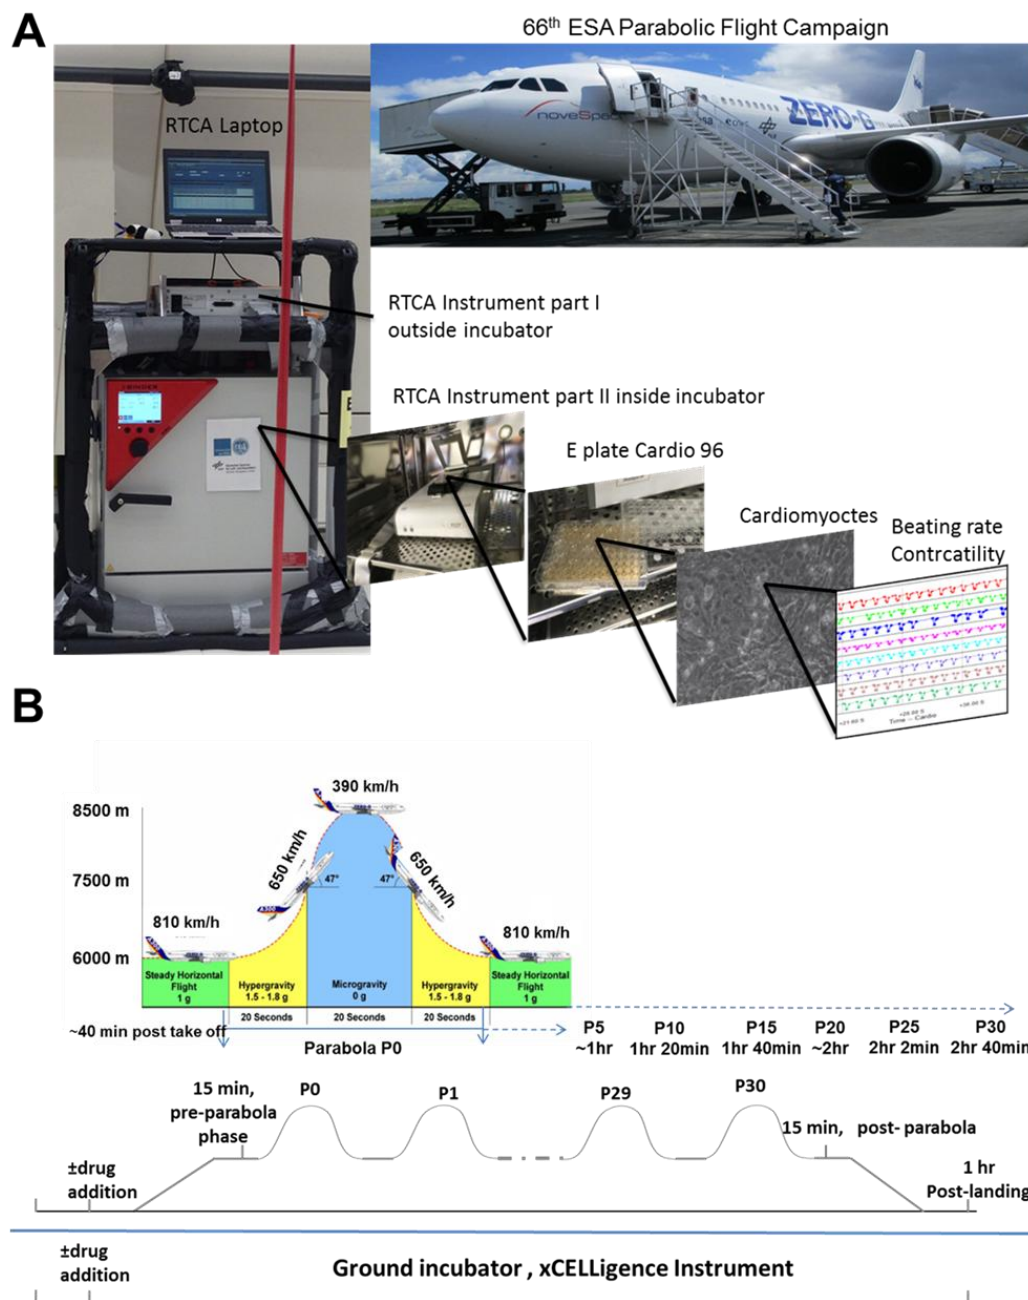 A
66th ESA Parabolic Flight Campaign
RTCA Laptop
noveSpace
ZERO-G
RTCA Instrument part I
outside incubator
BINDER
RTCA Instrument part II inside incubator
E plate Cardio 96
Cardiomyoctes
Beating rate
Contrcatility
Time - Cardio
B
390 km/h
8500 m
650 km/h
650 km/h
7500 m
47°
47°
810 km/h
810 km/h
6000 m
Steady Horizontal
Flight
1 g
Hypergravity
1.5 - 1.8 g
Microgravity
0 g
Hypergravity
1.5 - 1.8 g
Steady Horizontal
Flight
1 g
20 Seconds
20 Seconds
20 Seconds
~40 min post take off
Parabola P0
P5
~1hr
P10
1hr 20min
P15
1hr 40min
P20
~2hr
P25
2hr 2min
P30
2hr 40min
15 min,
pre-parabola
phase
P0
P1
P29
P30
15 min, post- parabola
±drug
addition
1 hr
Post-landing
±drug
addition
Ground incubator , xCELLigence Instrument